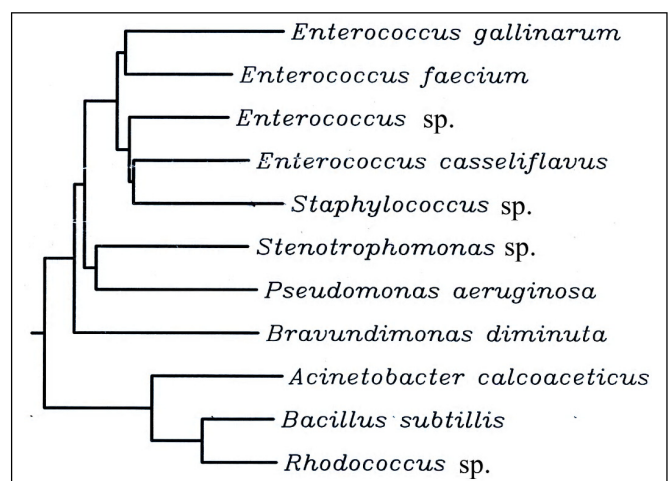 Enterococcus gallinarum
Enterococcus faecium
Enterococcus sp.
Enterococcus casseliflavus
Staphylococcus sp.
Stenotrophomonas sp.
Pseudomonas aeruginosa
Bravundimonas diminuta
Acinetobacter calcoaceticus
Bacillus subtillis
Rhodococcus sp.